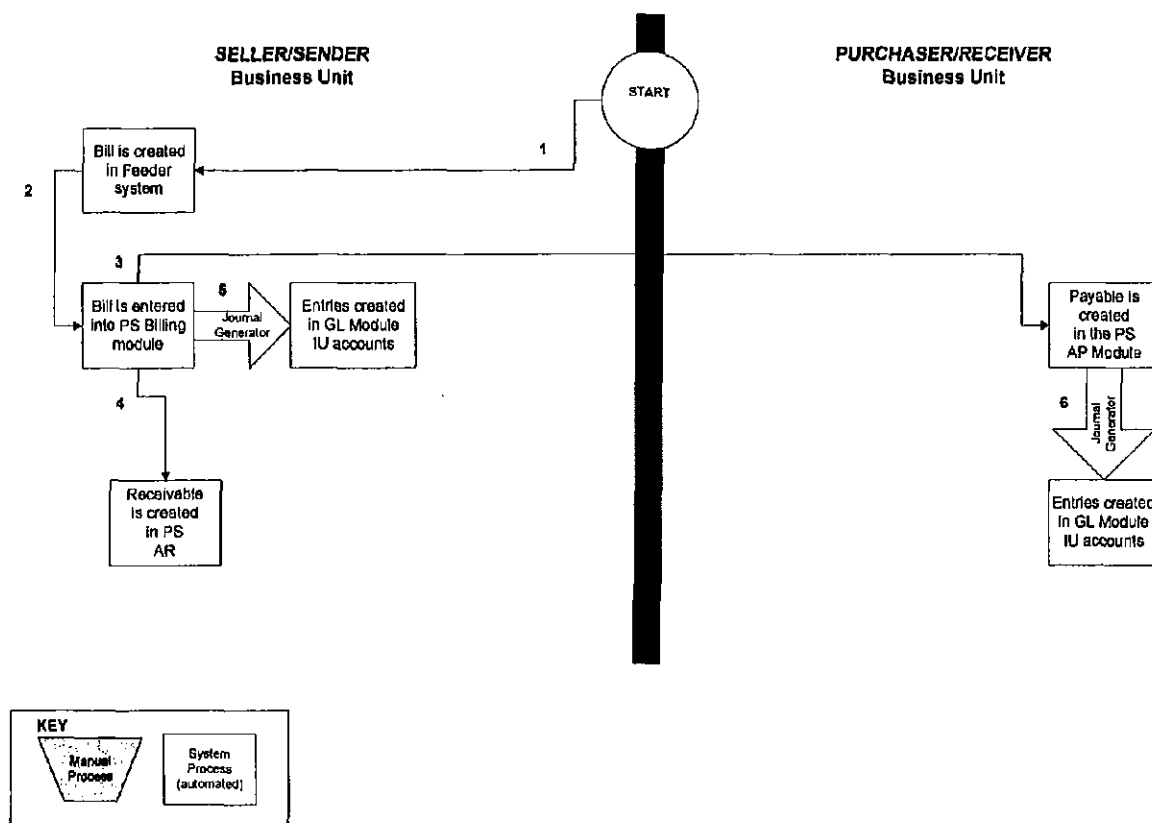 SELLER/SENDER
Business Unit
PURCHASER/RECEIVER
Business Unit
START
1
Bill is created
in Feeder
system
2
3
Bill is entered
into PS Billing
module
5
Journal
Generator
Entries created
in GL Module
IU accounts
Payable is
created
in the PS
AP Module
4
6
Journal
Generator
Receivable
is created
in PS
AR
Entries created
in GL Module
IU accounts
KEY
Manual
Process
System
Process
(automated)